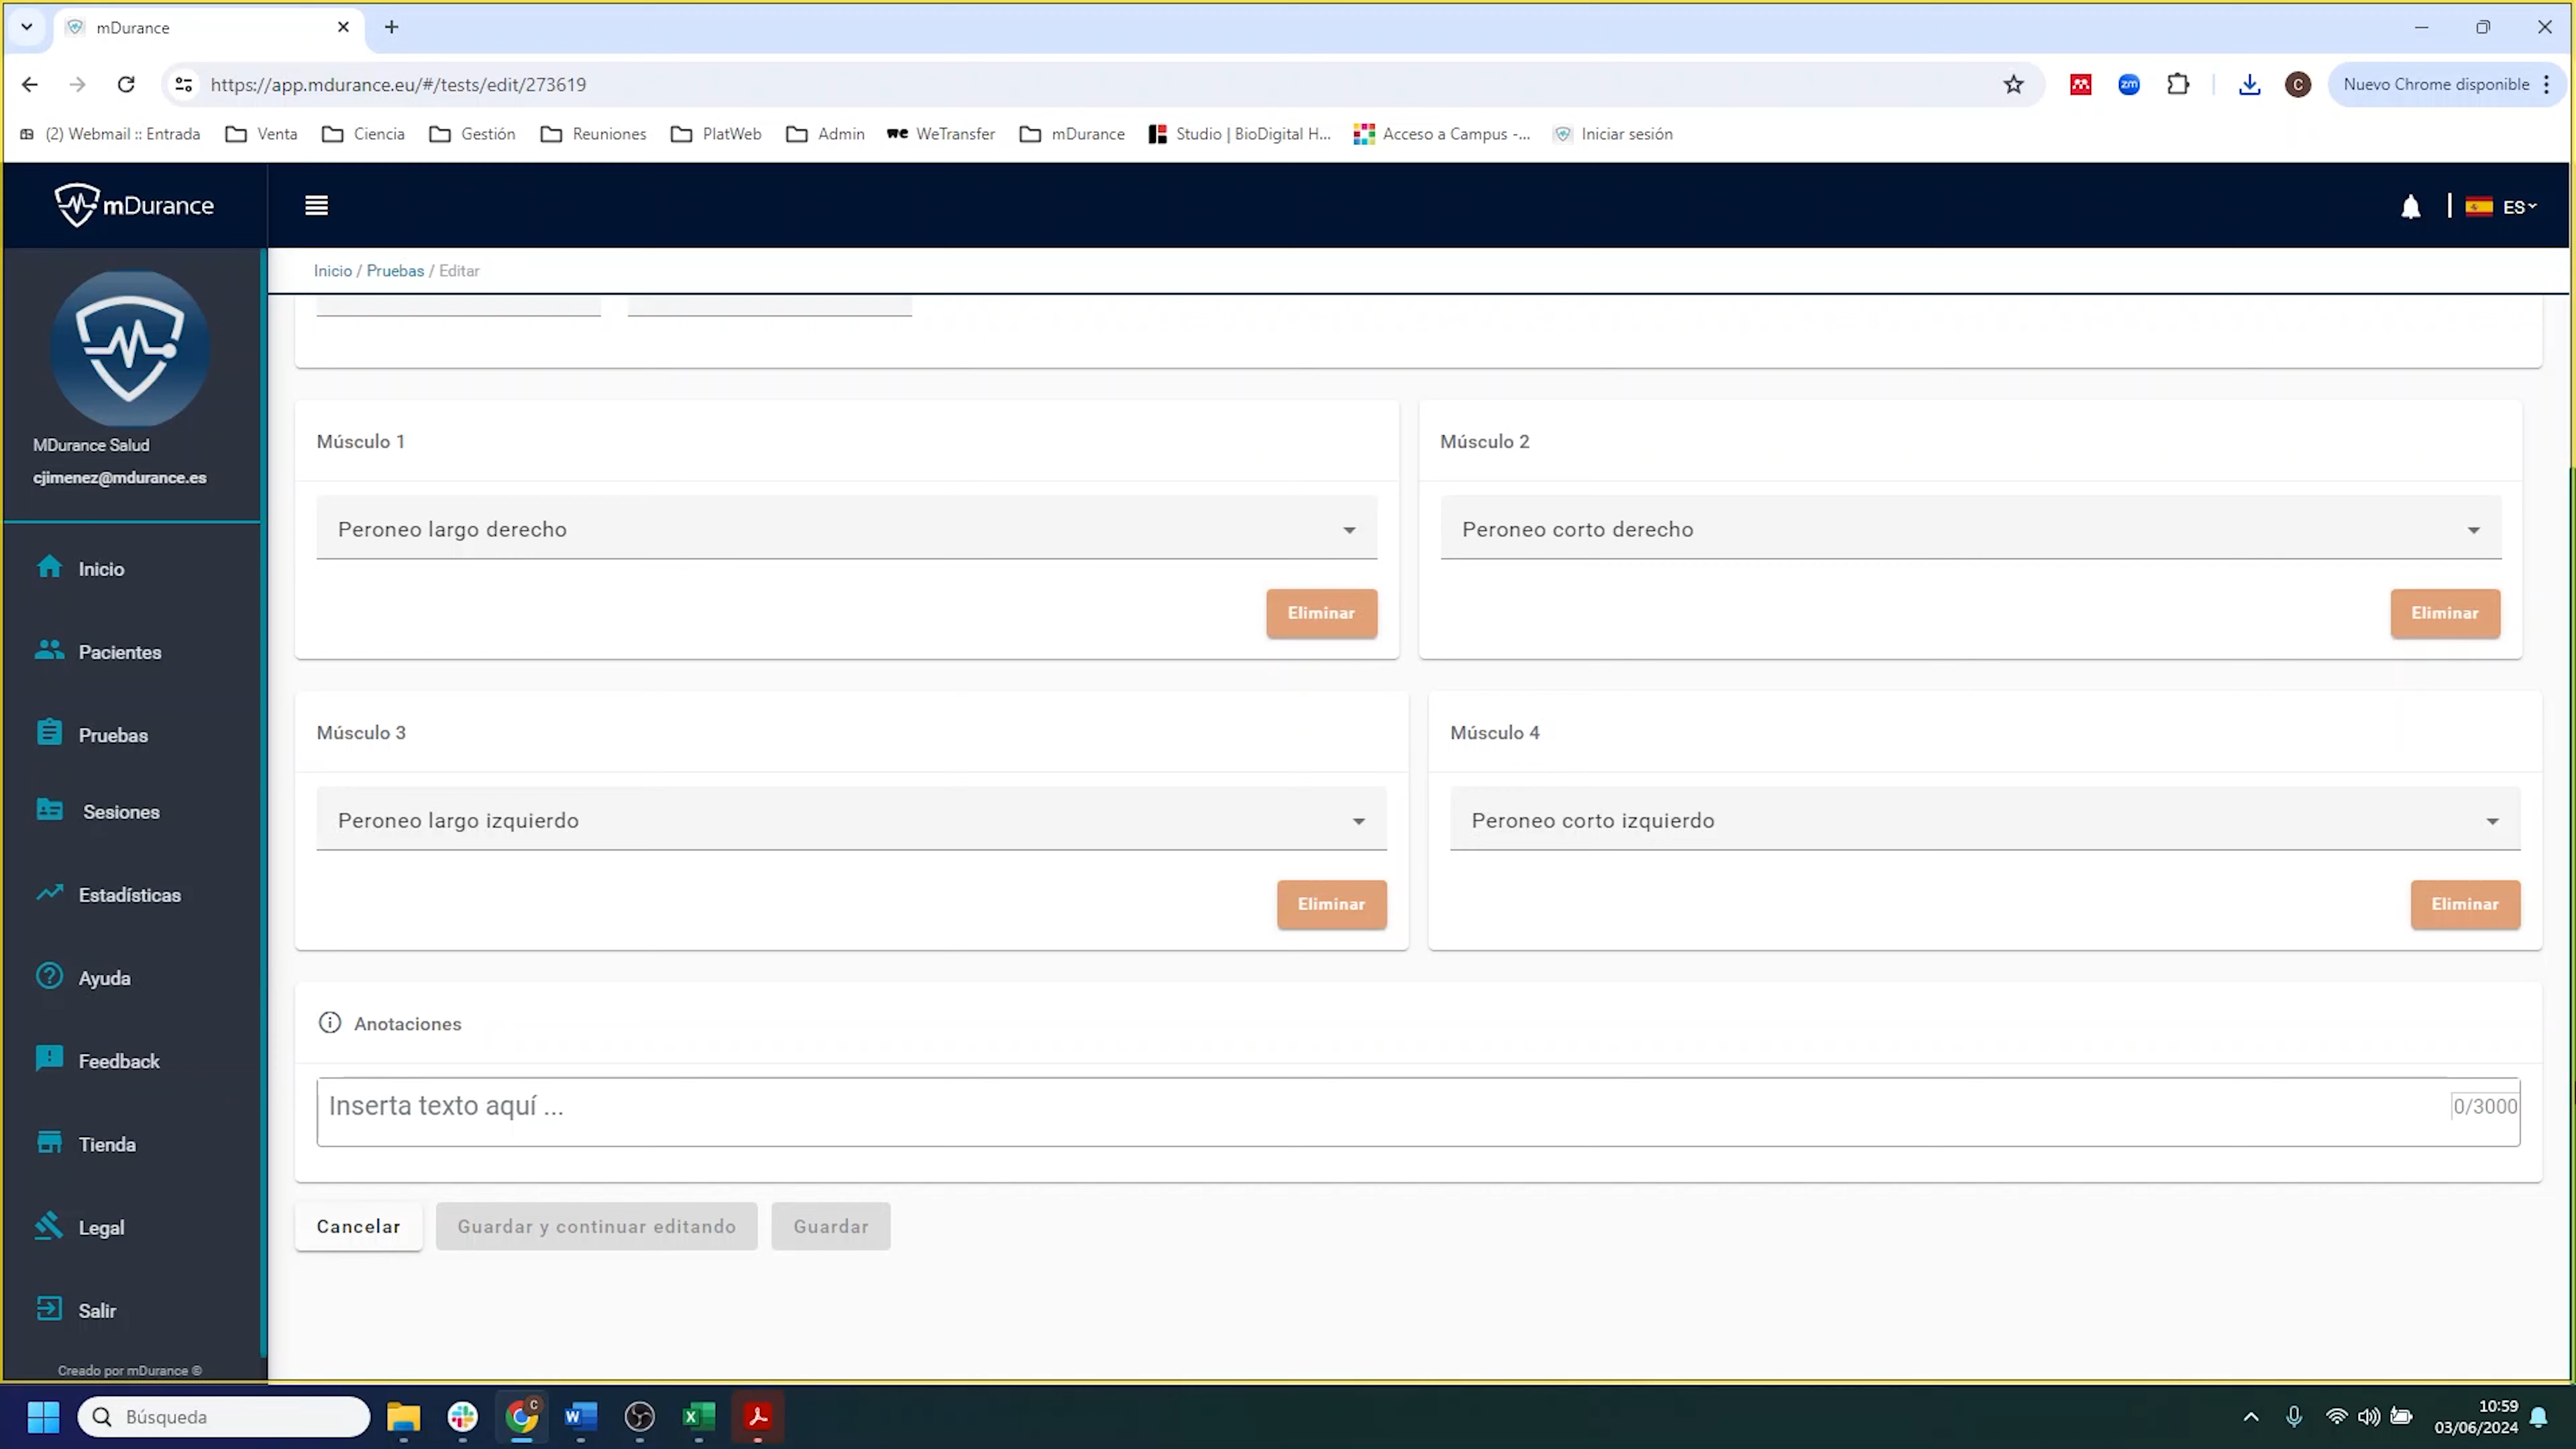 mDurance
https://app.mdurance.eu/#/tests/edit/273619
Nuevo Chrome disponible
(2) Webmail :: Entrada
Venta
Ciencia
Gestión
Reuniones
PlatWeb
Admin
WeTransfer
mDurance
Studio | BioDigital H...
Acceso a Campus -...
Iniciar sesión
mDurance
ES
Inicio / Pruebas / Editar
MDurance Salud
cjimenez@mdurance.es
Inicio
Pacientes
Pruebas
Sesiones
Estadísticas
Ayuda
Feedback
Tienda
Legal
Salir
Creado por mDurance ©
Músculo 1
Peroneo largo derecho
Eliminar
Músculo 2
Peroneo corto derecho
Eliminar
Músculo 3
Peroneo largo izquierdo
Eliminar
Músculo 4
Peroneo corto izquierdo
Eliminar
Anotaciones
Inserta texto aquí ...
0/3000
Cancelar
Guardar y continuar editando
Guardar
Búsqueda
10:59
03/06/2024